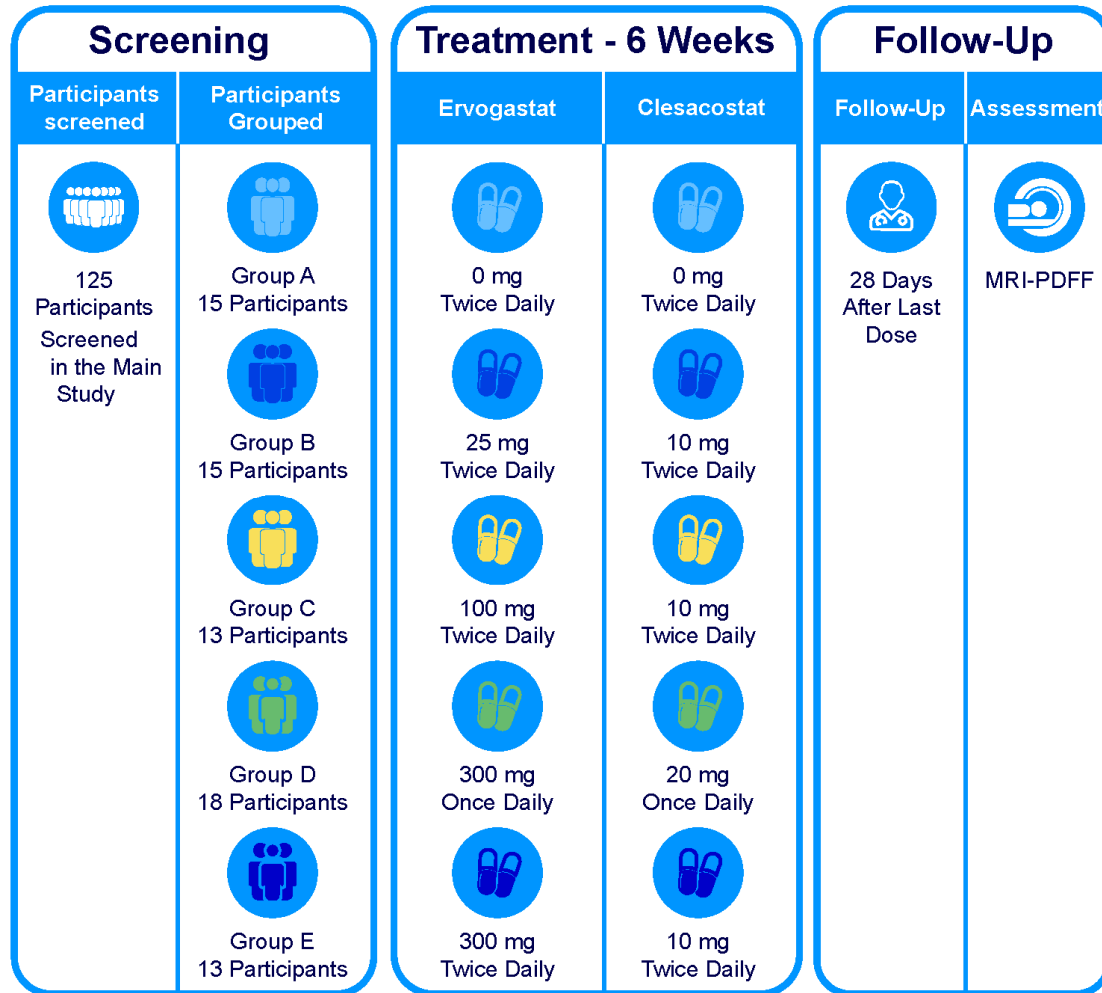 Screening
Participants
screened
Participants
Grouped
125
Participants
Screened
in the Main
Study
Group A
15 Participants
Group B
15 Participants
Group C
13 Participants
Group D
18 Participants
Group E
13 Participants
Treatment - 6 Weeks
Ervogastat
Clesacostat
0 mg
Twice Daily
0 mg
Twice Daily
25 mg
Twice Daily
10 mg
Twice Daily
100 mg
Twice Daily
10 mg
Twice Daily
300 mg
Once Daily
20 mg
Once Daily
300 mg
Twice Daily
10 mg
Twice Daily
Follow-Up
Follow-Up
Assessment
28 Days
After Last
Dose
MRI-PDFF